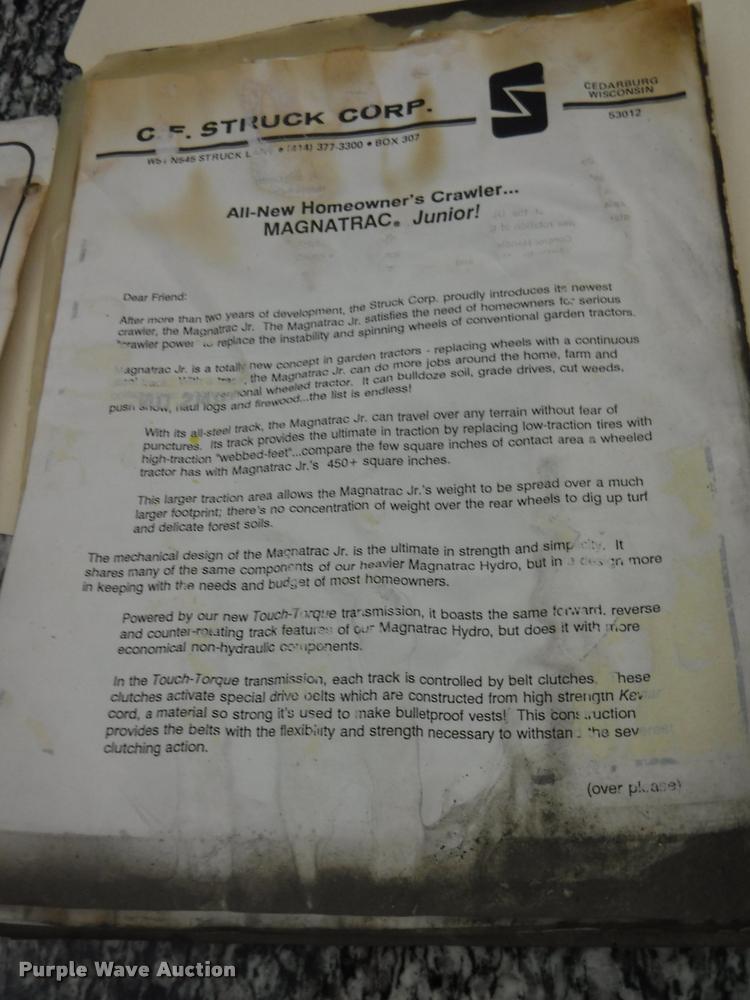 C.F. STRUCK CORP.
CEDARBURG
WISCONSIN
53012
N545 STRUCK • (414) 377-3300 • BOX 307
All-New Homeowner's Crawler...
MAGNATRAC® Junior!
Dear Friend:
After more than two years of development, the Struck Corp. proudly introduces its newest
crawler, the Magnatrac Jr. The Magnatrac Jr. satisfies the need of homeowners for serious
"crawler power" to replace the instability and spinning wheels of conventional garden tractors.
Magnatrac Jr. is a totally new concept in garden tractors - replacing wheels with a continuous
the Magnatrac Jr. can do more jobs around the home, farm and
wheeled tractor. It can bulldoze soil, grade drives, cut weeds,
push snow, haul logs and firewood...the list is endless!
With its all-steel track, the Magnatrac Jr. can travel over any terrain without fear of
punctures. Its track provides the ultimate in traction by replacing low-traction tires with
high-traction "webbed-feet"...compare the few square inches of contact area a wheeled
tractor has with Magnatrac Jr.'s 450+ square inches.
This larger traction area allows the Magnatrac Jr.'s weight to be spread over a much
larger footprint; there's no concentration of weight over the rear wheels to dig up turf
and delicate forest soils.
The mechanical design of the Magnatrac Jr. is the ultimate in strength and simplicity. It
shares many of the same components of our heavier Magnatrac Hydro, but in a design more
in keeping with the needs and budget of most homeowners.
Powered by our new Touch-Torque transmission, it boasts the same forward, reverse
and counter-rotating track features of our Magnatrac Hydro, but does it with more
economical non-hydraulic components.
In the Touch-Torque transmission, each track is controlled by belt clutches. These
clutches activate special drive belts which are constructed from high strength Kev
cord, a material so strong it's used to make bulletproof vests! This construction
provides the belts with the flexibility and strength necessary to withstand the sev
clutching action.
(over please)
Purple Wave Auction